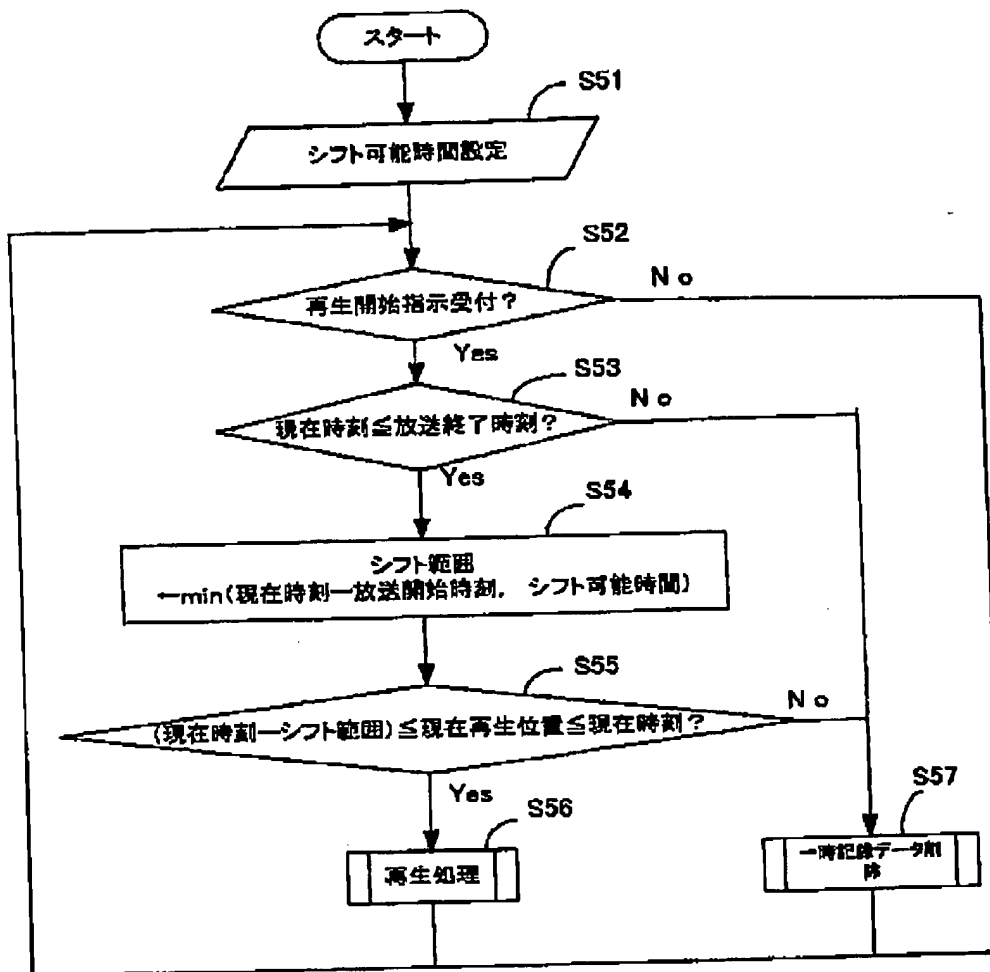 スタート
S51
シフト可能時間設定
S52
再生開始指示受付？
No
Yes
S53
現在時刻≦放送終了時刻？
No
Yes
S54
シフト範囲
←min(現在時刻ー放送開始時刻, シフト可能時間)
S55
(現在時刻ーシフト範囲)≦現在再生位置≦現在時刻？
No
Yes
S56
再生処理
S57
一時記録データ削
除